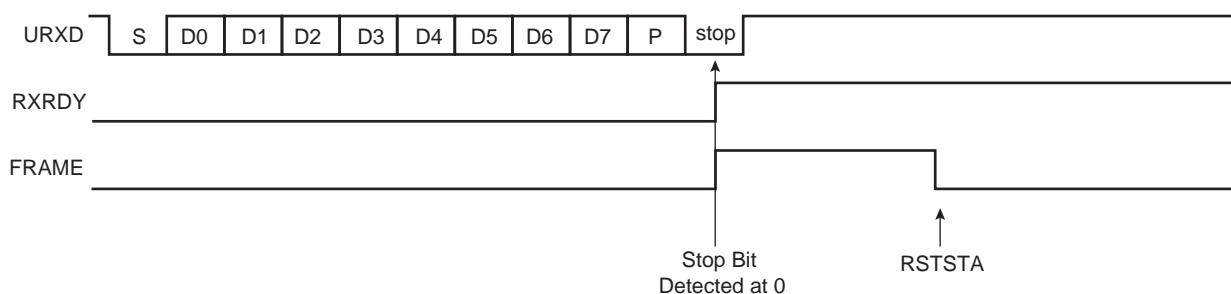 URXD S D0 D1 D2 D3 D4 D5 D6 D7 P stop
RXRDY
FRAME
Stop Bit
Detected at 0
RSTSTA